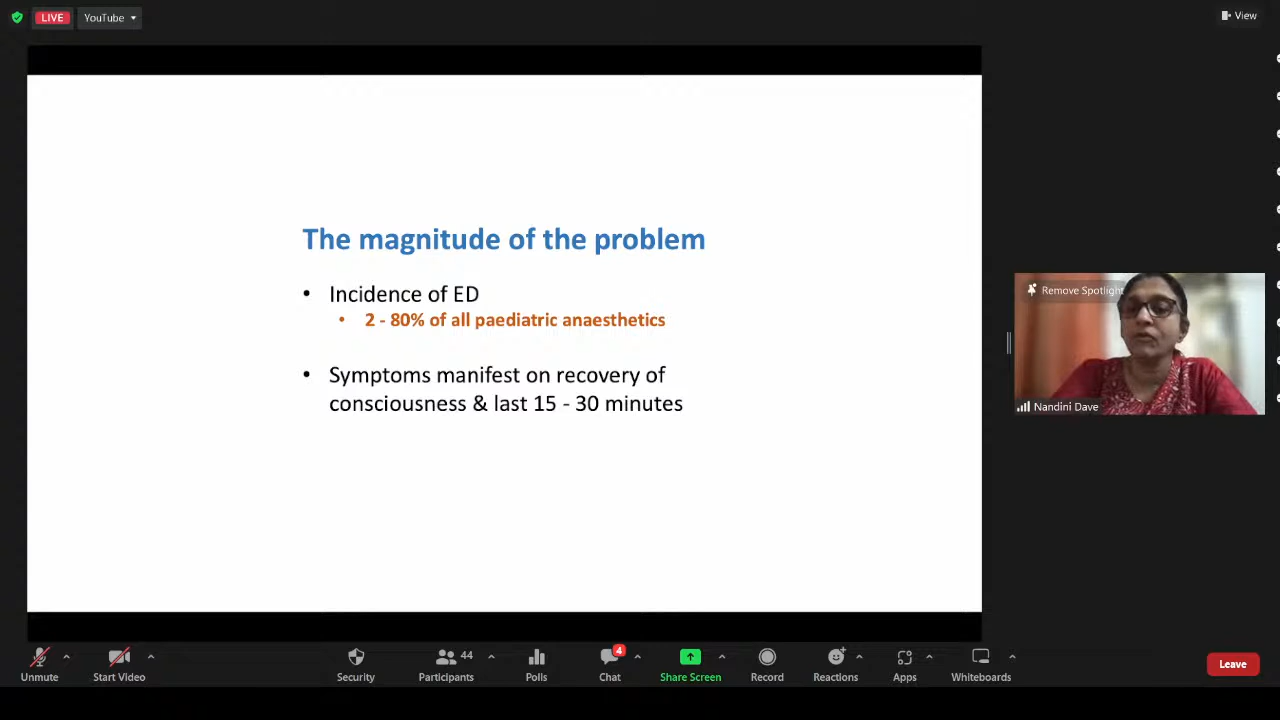 LIVE
YouTube
View
The magnitude of the problem
• Incidence of ED
• 2 - 80% of all paediatric anaesthetics
• Symptoms manifest on recovery of
consciousness & last 15 - 30 minutes
Remove Spotlight
Nandini Dave
Unmute
Start Video
Security
44
Participants
Polls
4
Chat
Share Screen
Record
Reactions
Apps
Whiteboards
Leave